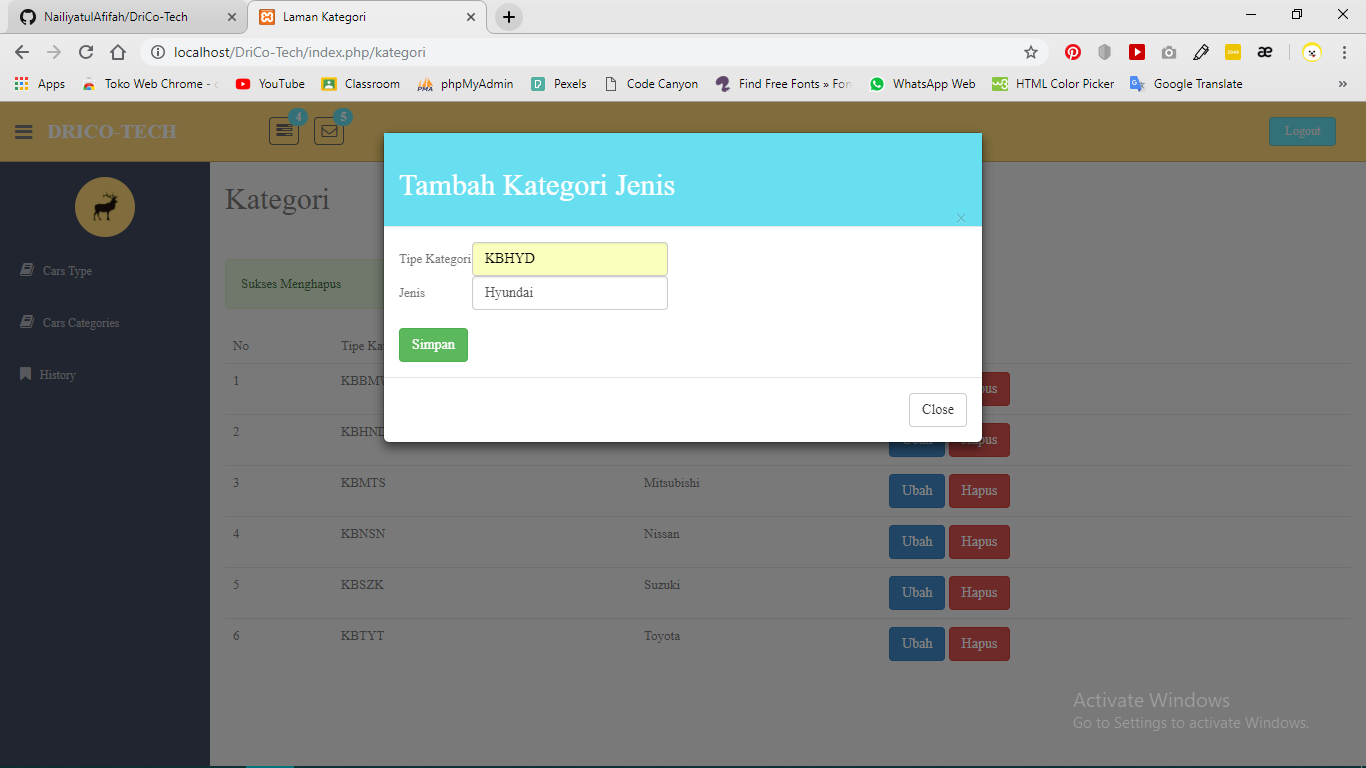 NailiyatulAfifah/DriCo-Tech
Laman Kategori
localhost/DriCo-Tech/index.php/kategori
Apps
Toko Web Chrome -
YouTube
Classroom
phpMyAdmin
Pexels
Code Canyon
Find Free Fonts » Fon
WhatsApp Web
HTML Color Picker
Google Translate
»
DRICO-TECH
4
5
Logout
Tambah Kategori Jenis
×
Kategori
Tipe Kategori KBHYD
Jenis Hyundai
Simpan
Close
Cars Type
Cars Categories
History
Sukses Menghapus
No Tipe Ka
1 KBBM
2 KBHN
3 KBMTS Mitsubishi Ubah Hapus
4 KBNSN Nissan Ubah Hapus
5 KBSZK Suzuki Ubah Hapus
6 KBTYT Toyota Ubah Hapus
Activate Windows
Go to Settings to activate Windows.